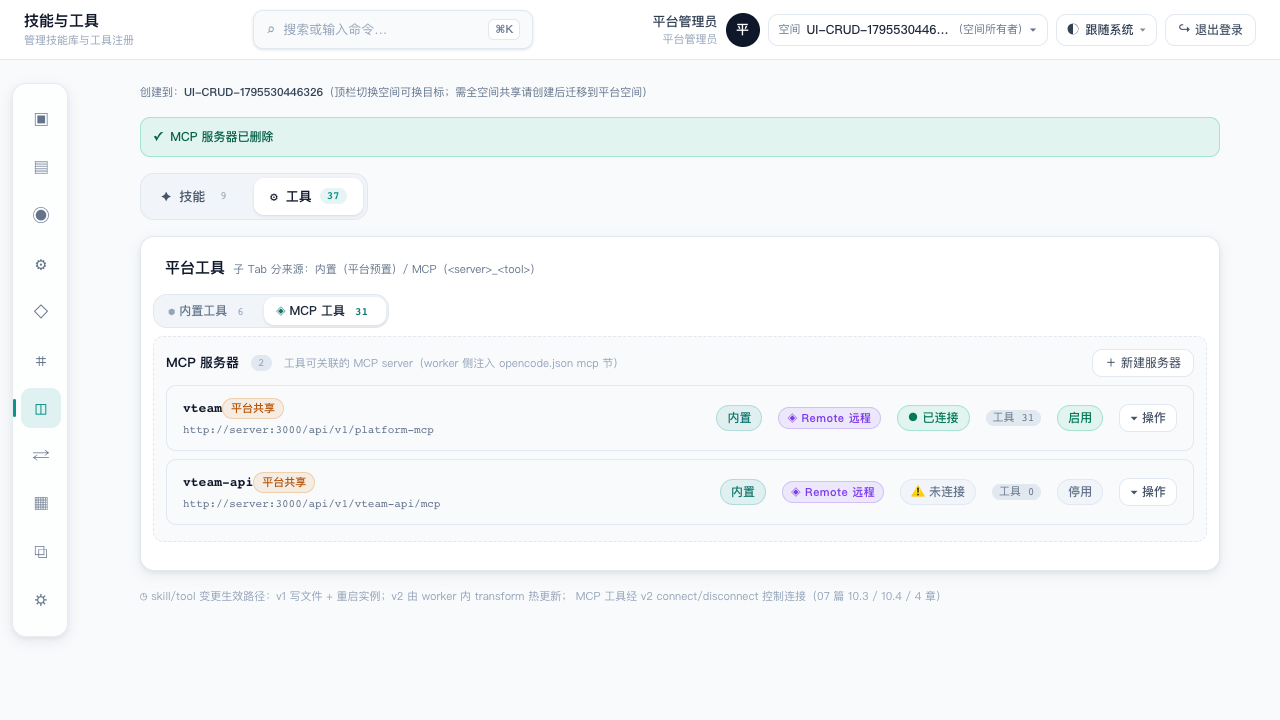 技能与工具
管理技能库与工具注册
搜索或输入命令…
⌘K
平台管理员
平台管理员
平
空间 UI-CRUD-1795530446… (空间所有者)
跟随系统
退出登录
创建到：UI-CRUD-1795530446326（顶栏切换空间可换目标；需全空间共享请创建后迁移到平台空间）
✓ MCP 服务器已删除
技能 9
工具 37
平台工具 子 Tab 分来源：内置（平台预置）/ MCP（<server>_<tool>）
内置工具 6
MCP 工具 31
MCP 服务器 2 工具可关联的 MCP server（worker 侧注入 opencode.json mcp 节）
+ 新建服务器
vteam 平台共享
http://server:3000/api/v1/platform-mcp
内置
Remote 远程
已连接
工具 31
启用
操作
vteam-api 平台共享
http://server:3000/api/v1/vteam-api/mcp
内置
Remote 远程
未连接
工具 0
停用
操作
skill/tool 变更生效路径：v1 写文件 + 重启实例；v2 由 worker 内 transform 热更新； MCP 工具经 v2 connect/disconnect 控制连接（07 篇 10.3 / 10.4 / 4 章）